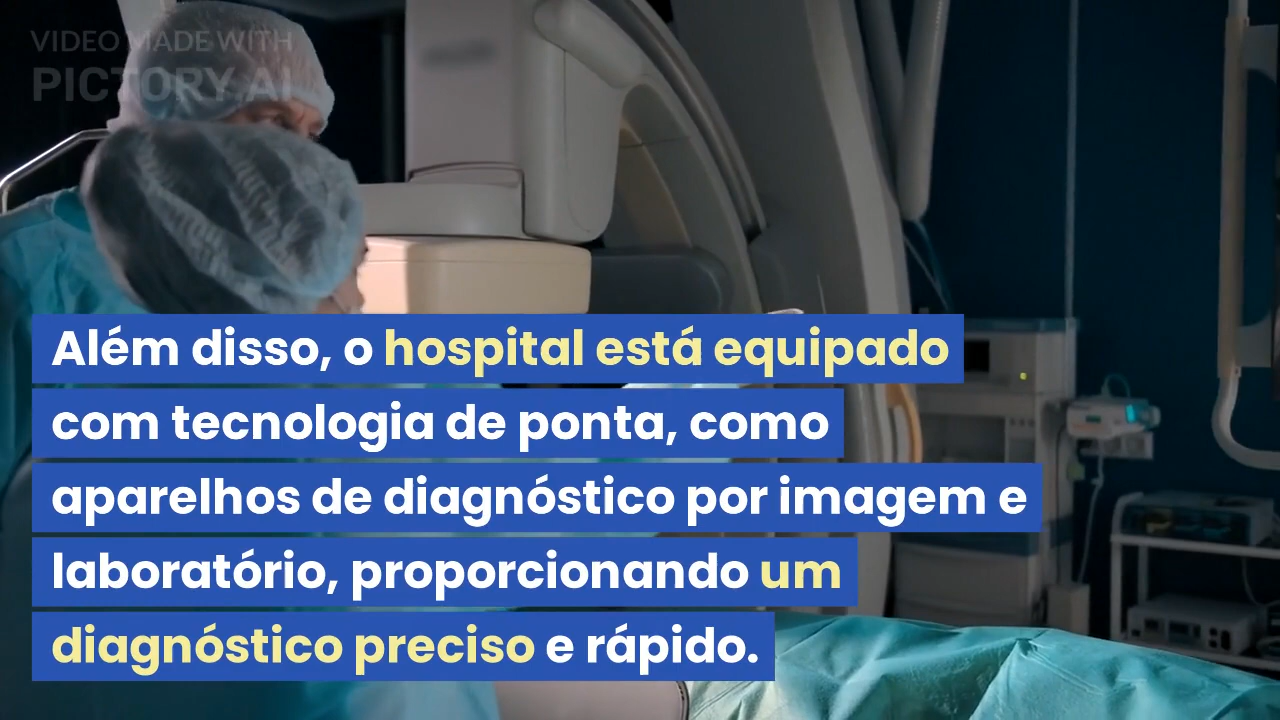 VIDEO MADE WITH
PICTORY.AI
Além disso, o hospital está equipado
com tecnologia de ponta, como
aparelhos de diagnóstico por imagem e
laboratório, proporcionando um
diagnóstico preciso e rápido.